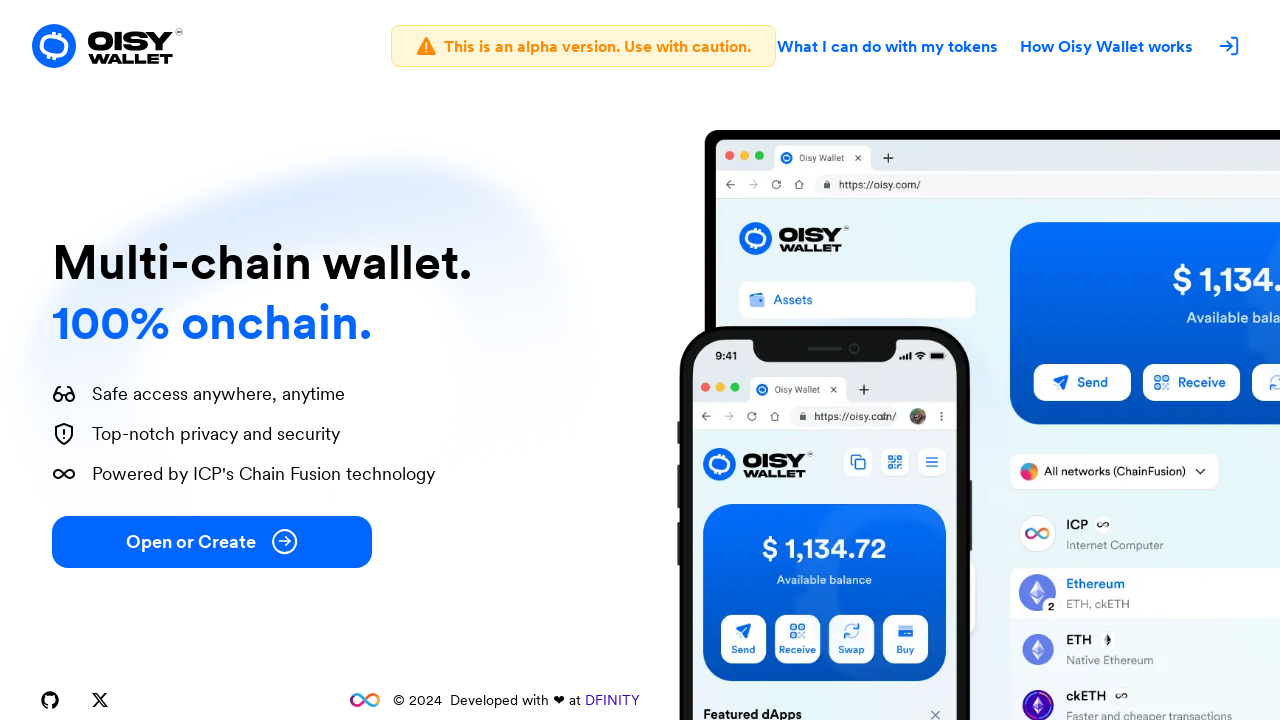 OISY
WALLET
This is an alpha version. Use with caution.
What I can do with my tokens
How Oisy Wallet works
Multi-chain wallet.
100% onchain.
Safe access anywhere, anytime
Top-notch privacy and security
Powered by ICP's Chain Fusion technology
Open or Create
© 2024 Developed with ❤ at DFINITY
Oisy Wallet
https://oisy.com/
OISY
WALLET
Assets
$ 1,134.
Available bala
Send
Receive
All networks (ChainFusion)
ICP
Internet Computer
Ethereum
ETH, ckETH
2
ETH
Native Ethereum
ckETH
Faster and cheaper transactions
9:41
Oisy Wallet
https://oisy.com/
OISY
WALLET
$ 1,134.72
Available balance
Send
Receive
Swap
Buy
Featured dApps